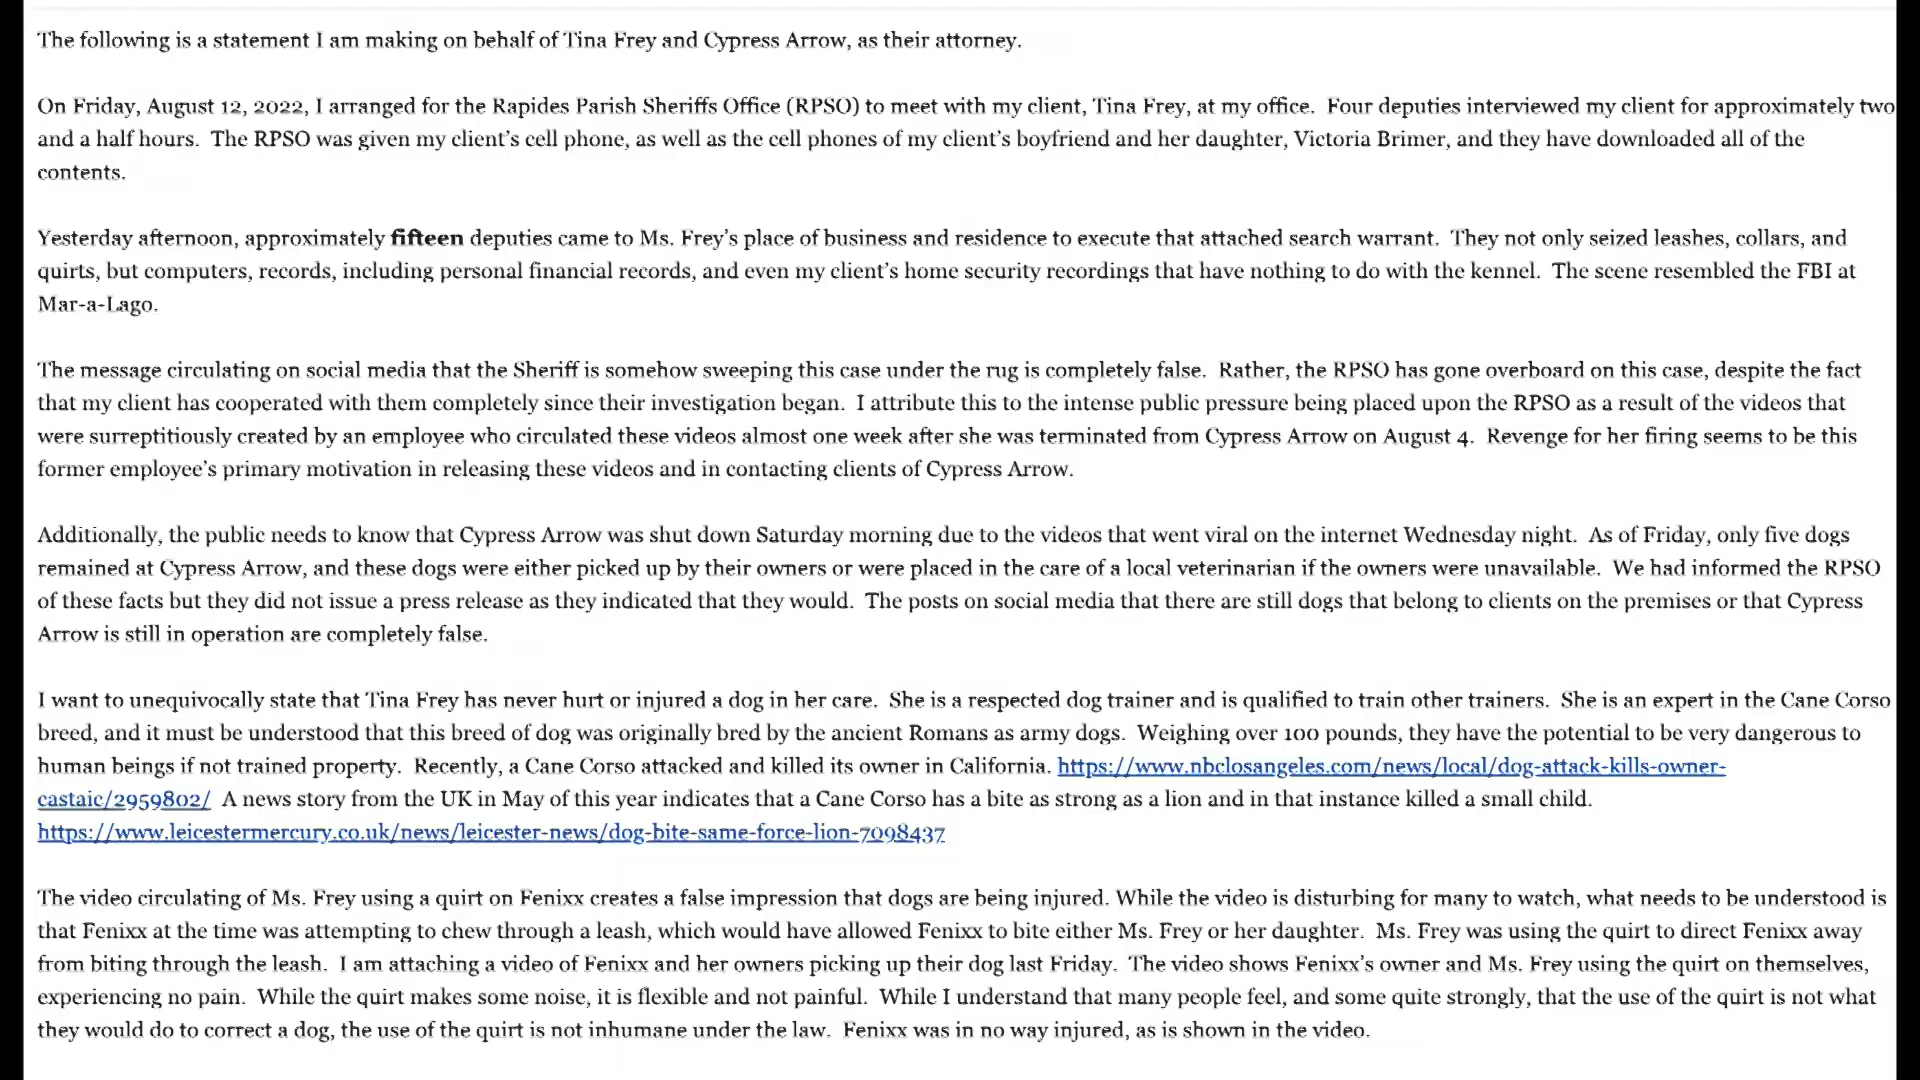 The following is a statement I am making on behalf of Tina Frey and Cypress Arrow, as their attorney.
On Friday, August 12, 2022, I arranged for the Rapides Parish Sheriffs Office (RPSO) to meet with my client, Tina Frey, at my office. Four deputies interviewed my client for approximately two
and a half hours. The RPSO was given my client's cell phone, as well as the cell phones of my client's boyfriend and her daughter, Victoria Brimer, and they have downloaded all of the
contents.
Yesterday afternoon, approximately fifteen deputies came to Ms. Frey's place of business and residence to execute that attached search warrant. They not only seized leashes, collars, and
quirts, but computers, records, including personal financial records, and even my client's home security recordings that have nothing to do with the kennel. The scene resembled the FBI at
Mar-a-Lago.
The message circulating on social media that the Sheriff is somehow sweeping this case under the rug is completely false. Rather, the RPSO has gone overboard on this case, despite the fact
that my client has cooperated with them completely since their investigation began. I attribute this to the intense public pressure being placed upon the RPSO as a result of the videos that
were surreptitiously created by an employee who circulated these videos almost one week after she was terminated from Cypress Arrow on August 4. Revenge for her firing seems to be this
former employee's primary motivation in releasing these videos and in contacting clients of Cypress Arrow.
Additionally, the public needs to know that Cypress Arrow was shut down Saturday morning due to the videos that went viral on the internet Wednesday night. As of Friday, only five dogs
remained at Cypress Arrow, and these dogs were either picked up by their owners or were placed in the care of a local veterinarian if the owners were unavailable. We had informed the RPSO
of these facts but they did not issue a press release as they indicated that they would. The posts on social media that there are still dogs that belong to clients on the premises or that Cypress
Arrow is still in operation are completely false.
I want to unequivocally state that Tina Frey has never hurt or injured a dog in her care. She is a respected dog trainer and is qualified to train other trainers. She is an expert in the Cane Corso
breed, and it must be understood that this breed of dog was originally bred by the ancient Romans as army dogs. Weighing over 100 pounds, they have the potential to be very dangerous to
human beings if not trained property. Recently, a Cane Corso attacked and killed its owner in California. https://www.nbclosangeles.com/news/local/dog-attack-kills-owner-
castaic/2959802/ A news story from the UK in May of this year indicates that a Cane Corso has a bite as strong as a lion and in that instance killed a small child.
https://www.leicestermercury.co.uk/news/leicester-news/dog-bite-same-force-lion-7098437
The video circulating of Ms. Frey using a quirt on Fenixx creates a false impression that dogs are being injured. While the video is disturbing for many to watch, what needs to be understood is
that Fenixx at the time was attempting to chew through a leash, which would have allowed Fenixx to bite either Ms. Frey or her daughter. Ms. Frey was using the quirt to direct Fenixx away
from biting through the leash. I am attaching a video of Fenixx and her owners picking up their dog last Friday. The video shows Fenixx's owner and Ms. Frey using the quirt on themselves,
experiencing no pain. While the quirt makes some noise, it is flexible and not painful. While I understand that many people feel, and some quite strongly, that the use of the quirt is not what
they would do to correct a dog, the use of the quirt is not inhumane under the law. Fenixx was in no way injured, as is shown in the video.